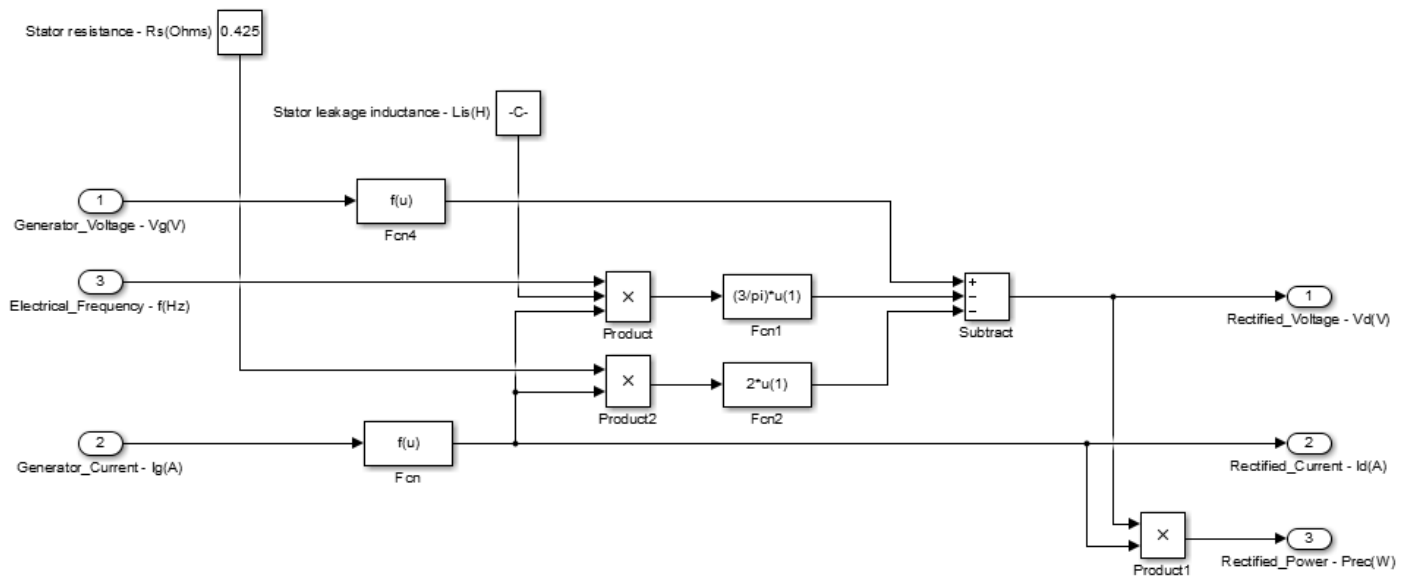 Stator resistance - Rs(Ohms)
0.425
Stator leakage inductance - Lis(H)
-C-
1
Generator_Voltage - Vg(V)
f(u)
Fcn4
3
Electrical_Frequency - f(Hz)
×
Product
(3/pi)*u(1)
Fcn1
+
−
−
Subtract
1
Rectified_Voltage - Vd(V)
×
Product2
2*u(1)
Fcn2
2
Generator_Current - Ig(A)
f(u)
Fcn
2
Rectified_Current - Id(A)
×
Product1
3
Rectified_Power - Prec(W)